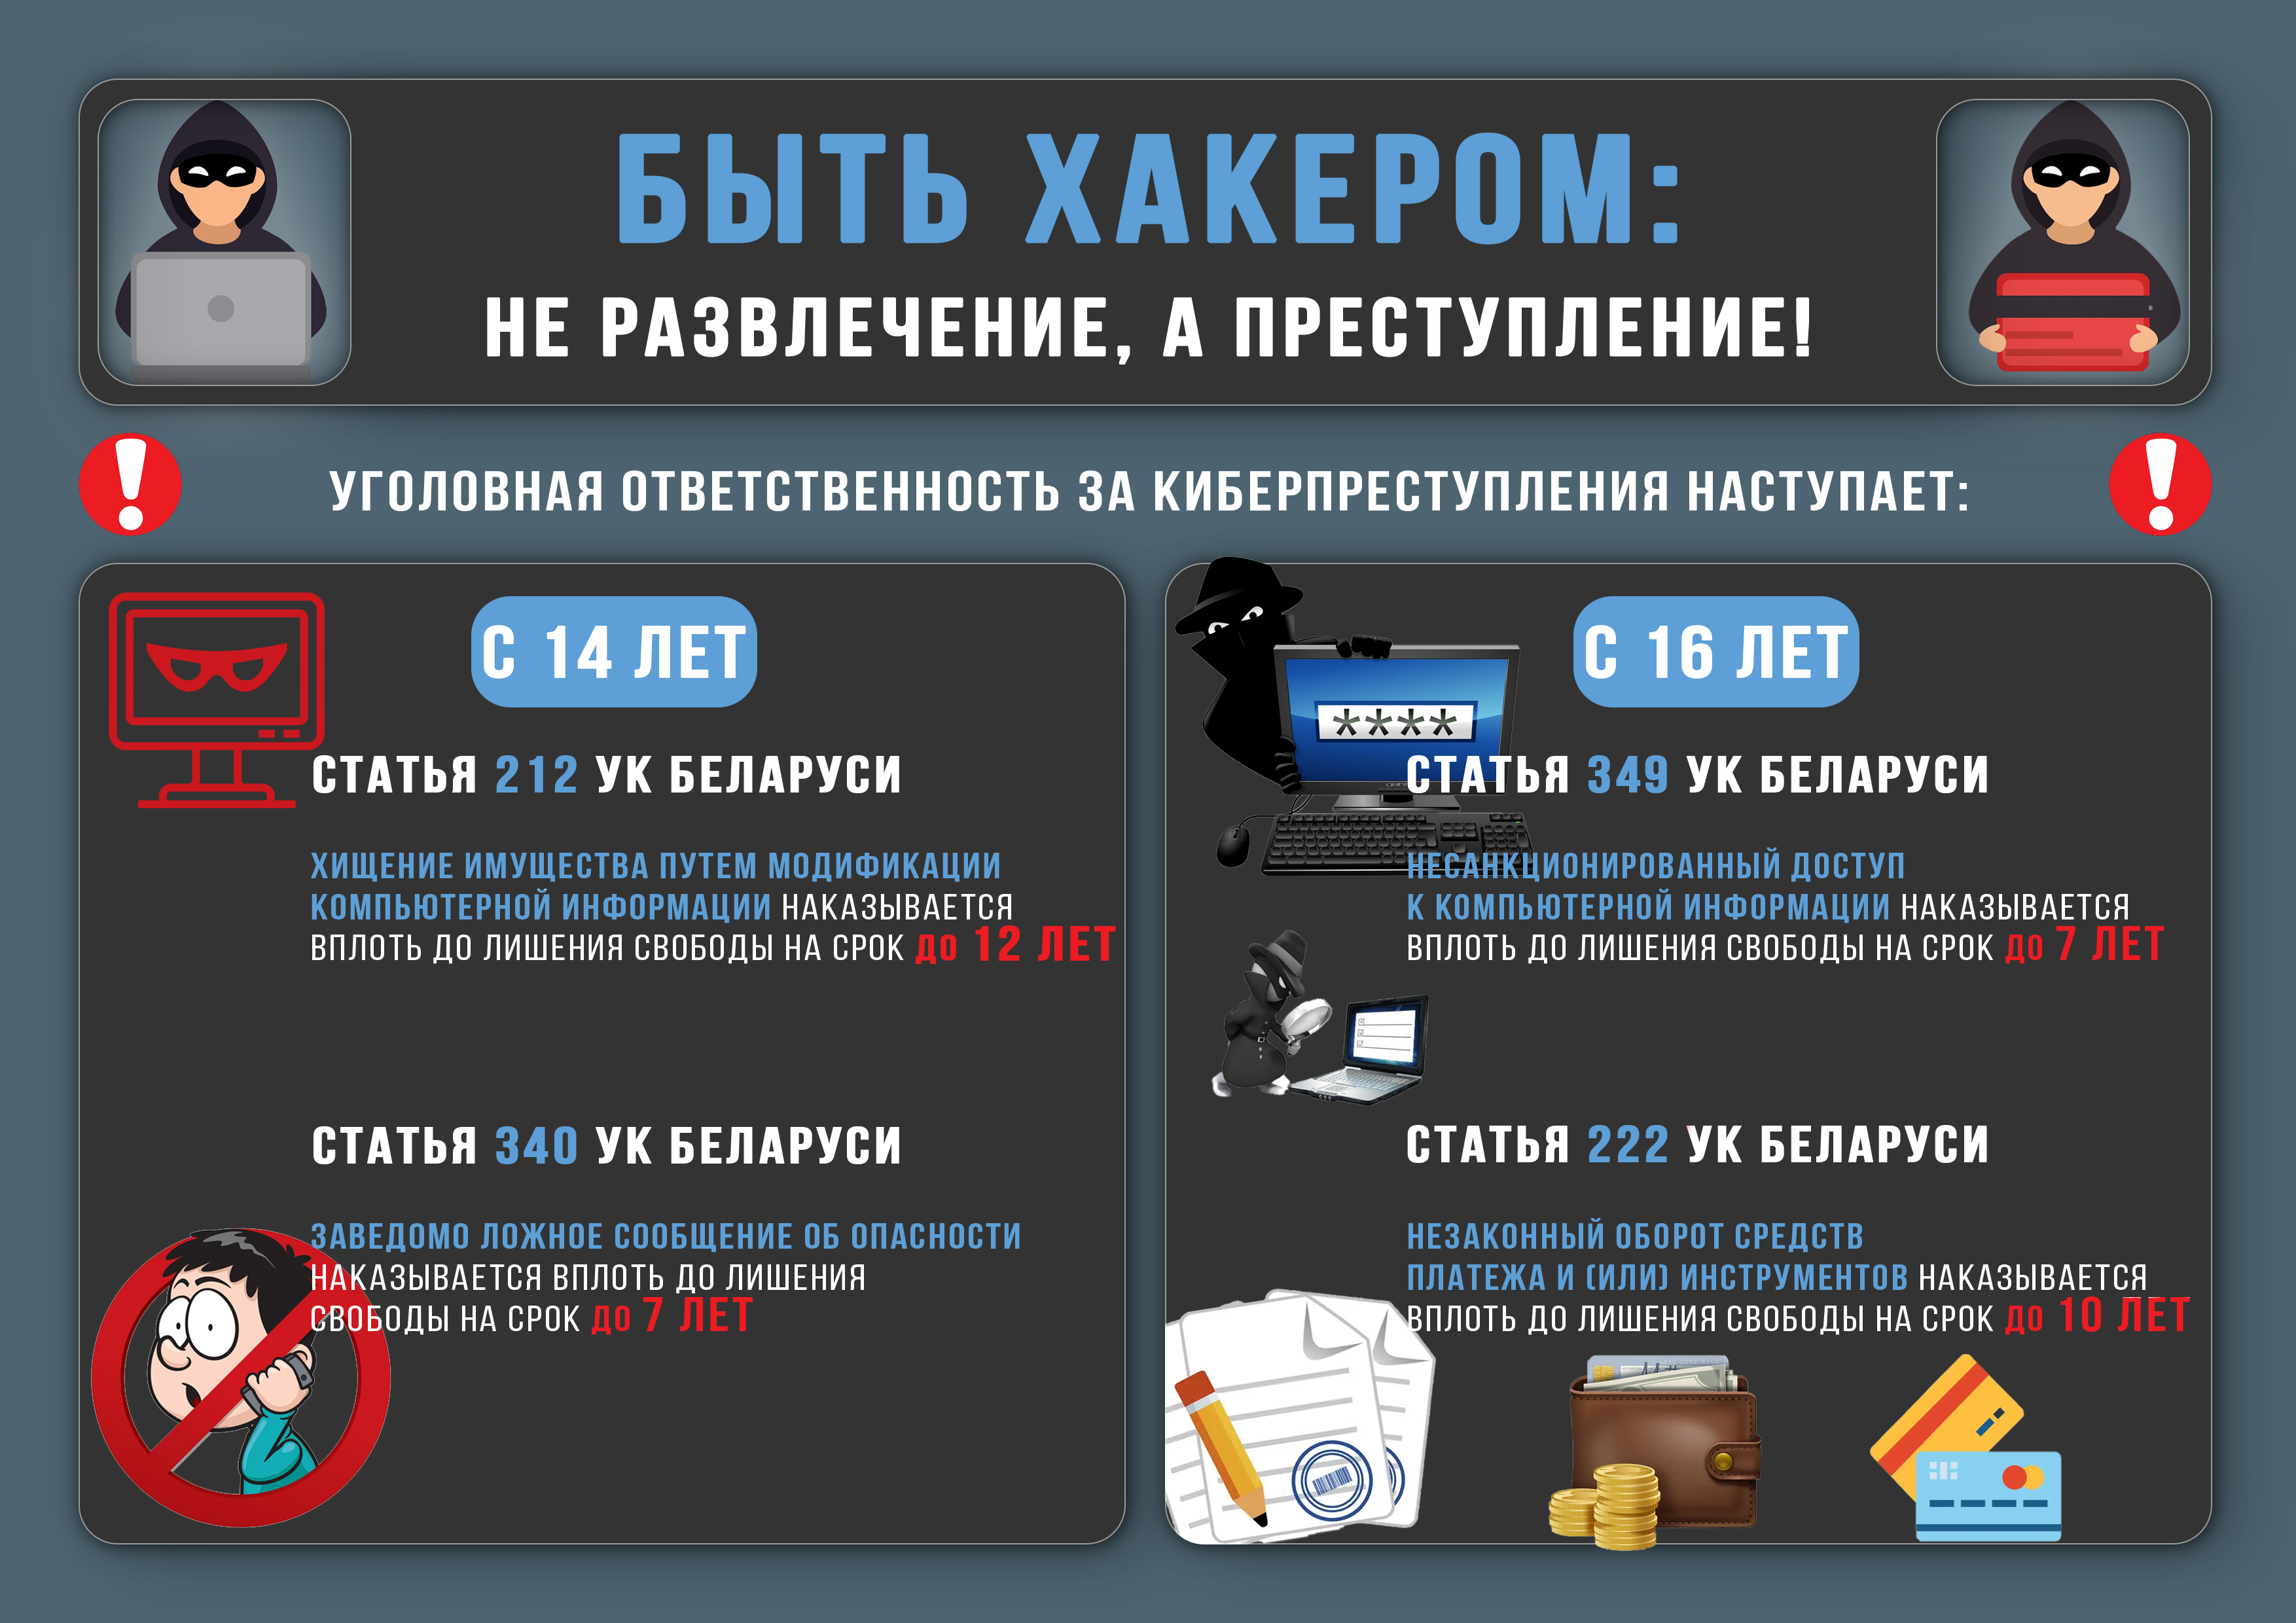 БЫТЬ ХАКЕРОМ:
НЕ РАЗВЛЕЧЕНИЕ, А ПРЕСТУПЛЕНИЕ!
УГОЛОВНАЯ ОТВЕТСТВЕННОСТЬ ЗА КИБЕРПРЕСТУПЛЕНИЯ НАСТУПАЕТ:
С 14 ЛЕТ
СТАТЬЯ 212 УК БЕЛАРУСИ
ХИЩЕНИЕ ИМУЩЕСТВА ПУТЕМ МОДИФИКАЦИИ
КОМПЬЮТЕРНОЙ ИНФОРМАЦИИ НАКАЗЫВАЕТСЯ
ВПЛОТЬ ДО ЛИШЕНИЯ СВОБОДЫ НА СРОК ДО 12 ЛЕТ
СТАТЬЯ 340 УК БЕЛАРУСИ
ЗАВЕДОМО ЛОЖНОЕ СООБЩЕНИЕ ОБ ОПАСНОСТИ
НАКАЗЫВАЕТСЯ ВПЛОТЬ ДО ЛИШЕНИЯ
СВОБОДЫ НА СРОК ДО 7 ЛЕТ
С 16 ЛЕТ
****
СТАТЬЯ 349 УК БЕЛАРУСИ
НЕСАНКЦИОНИРОВАННЫЙ ДОСТУП
К КОМПЬЮТЕРНОЙ ИНФОРМАЦИИ НАКАЗЫВАЕТСЯ
ВПЛОТЬ ДО ЛИШЕНИЯ СВОБОДЫ НА СРОК ДО 7 ЛЕТ
СТАТЬЯ 222 УК БЕЛАРУСИ
НЕЗАКОННЫЙ ОБОРОТ СРЕДСТВ
ПЛАТЕЖА И (ИЛИ) ИНСТРУМЕНТОВ НАКАЗЫВАЕТСЯ
ВПЛОТЬ ДО ЛИШЕНИЯ СВОБОДЫ НА СРОК ДО 10 ЛЕТ